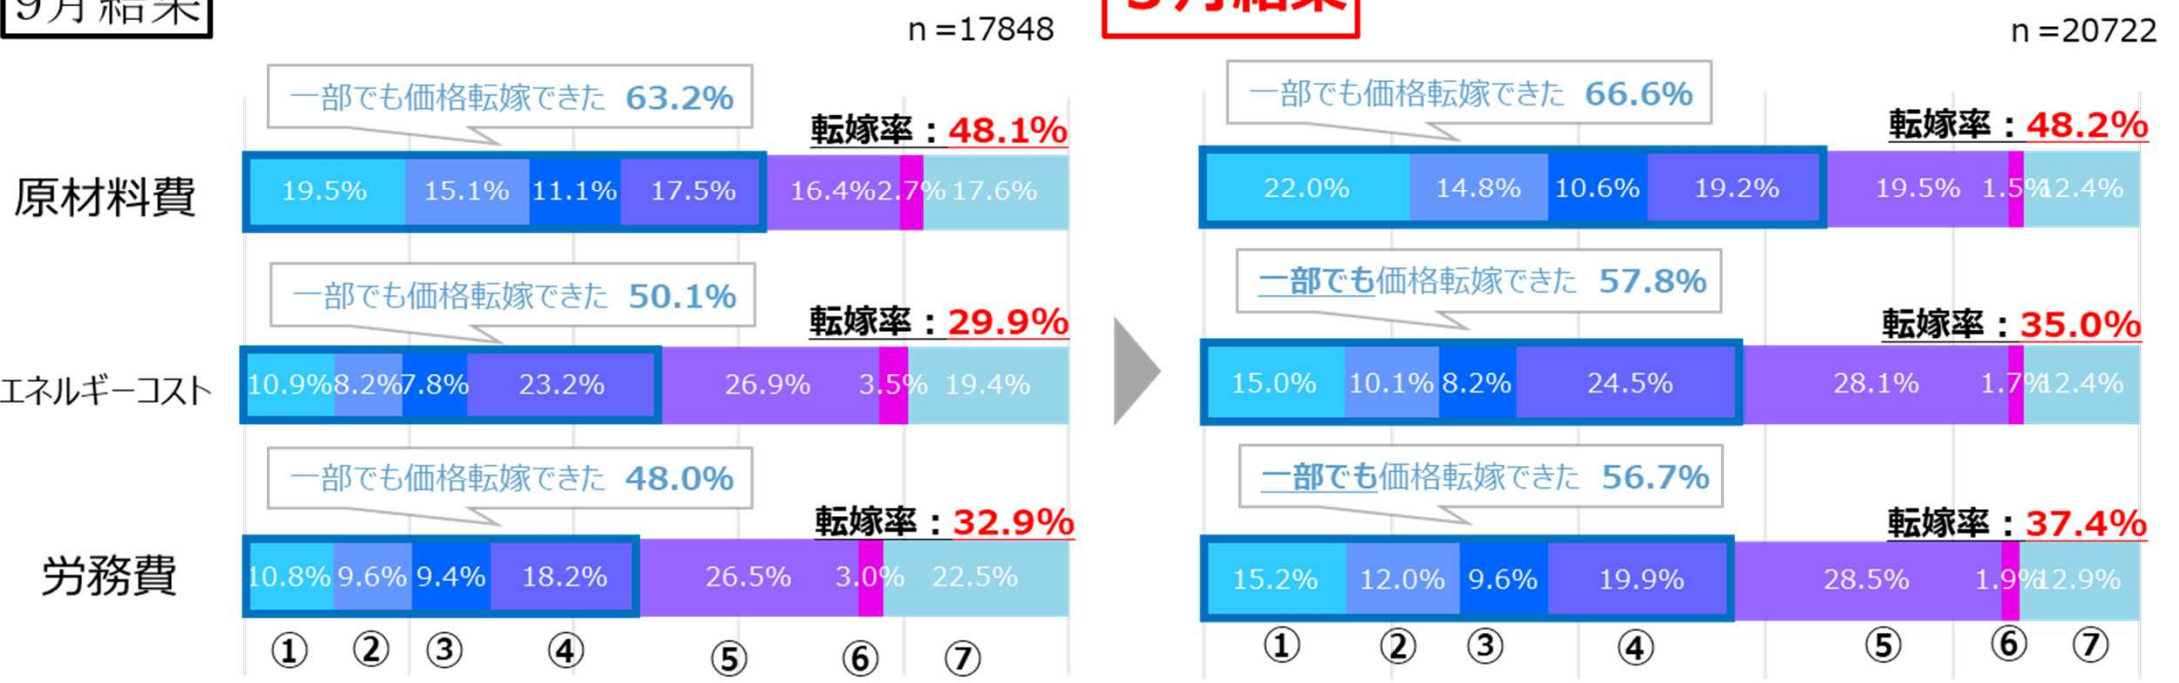 9月結果
n=17848
一部でも価格転嫁できた 63.2%
転嫁率：48.1%
原材料費
19.5% 15.1% 11.1% 17.5% 16.4% 2.7% 17.6%
一部でも価格転嫁できた 50.1%
転嫁率：29.9%
エネルギーコスト
10.9% 8.2% 7.8% 23.2% 26.9% 3.5% 19.4%
一部でも価格転嫁できた 48.0%
転嫁率：32.9%
労務費
10.8% 9.6% 9.4% 18.2% 26.5% 3.0% 22.5%
① ② ③ ④ ⑤ ⑥ ⑦
月結果
n=20722
一部でも価格転嫁できた 66.6%
転嫁率：48.2%
22.0% 14.8% 10.6% 19.2% 19.5% 1.5% 12.4%
一部でも価格転嫁できた 57.8%
転嫁率：35.0%
15.0% 10.1% 8.2% 24.5% 28.1% 1.7% 12.4%
一部でも価格転嫁できた 56.7%
転嫁率：37.4%
15.2% 12.0% 9.6% 19.9% 28.5% 1.9% 12.9%
① ② ③ ④ ⑤ ⑥ ⑦